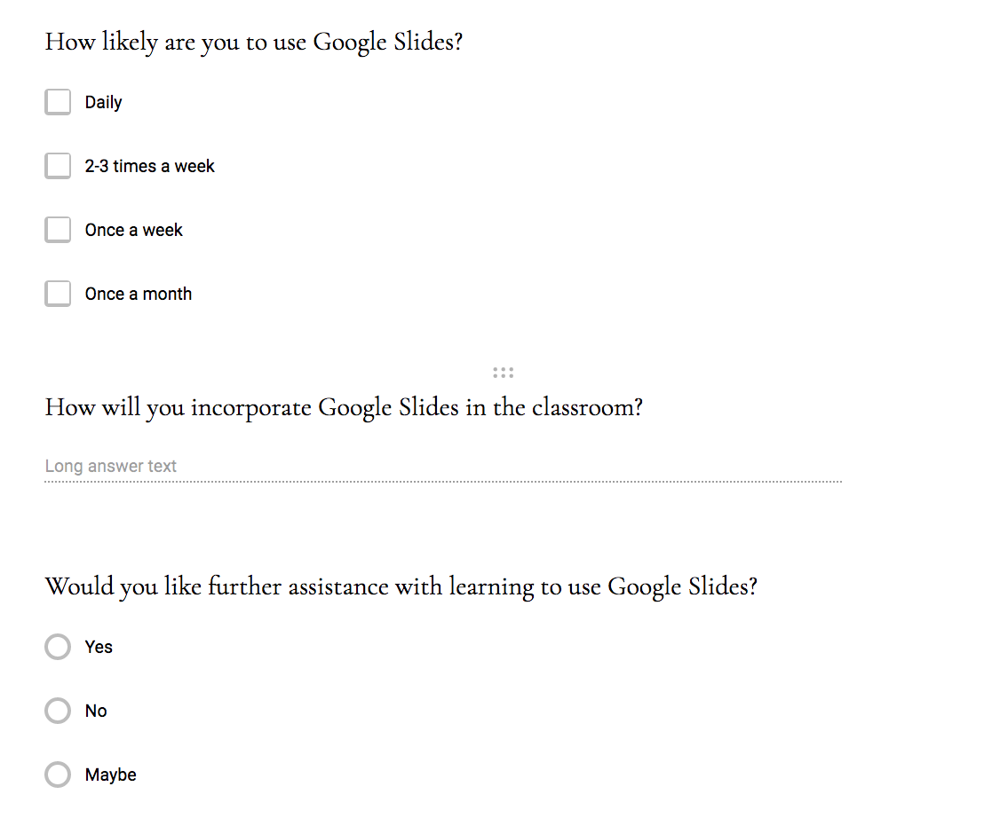 How likely are you to use Google Slides?
Daily
2-3 times a week
Once a week
Once a month
How will you incorporate Google Slides in the classroom?
Long answer text
Would you like further assistance with learning to use Google Slides?
Yes
No
Maybe